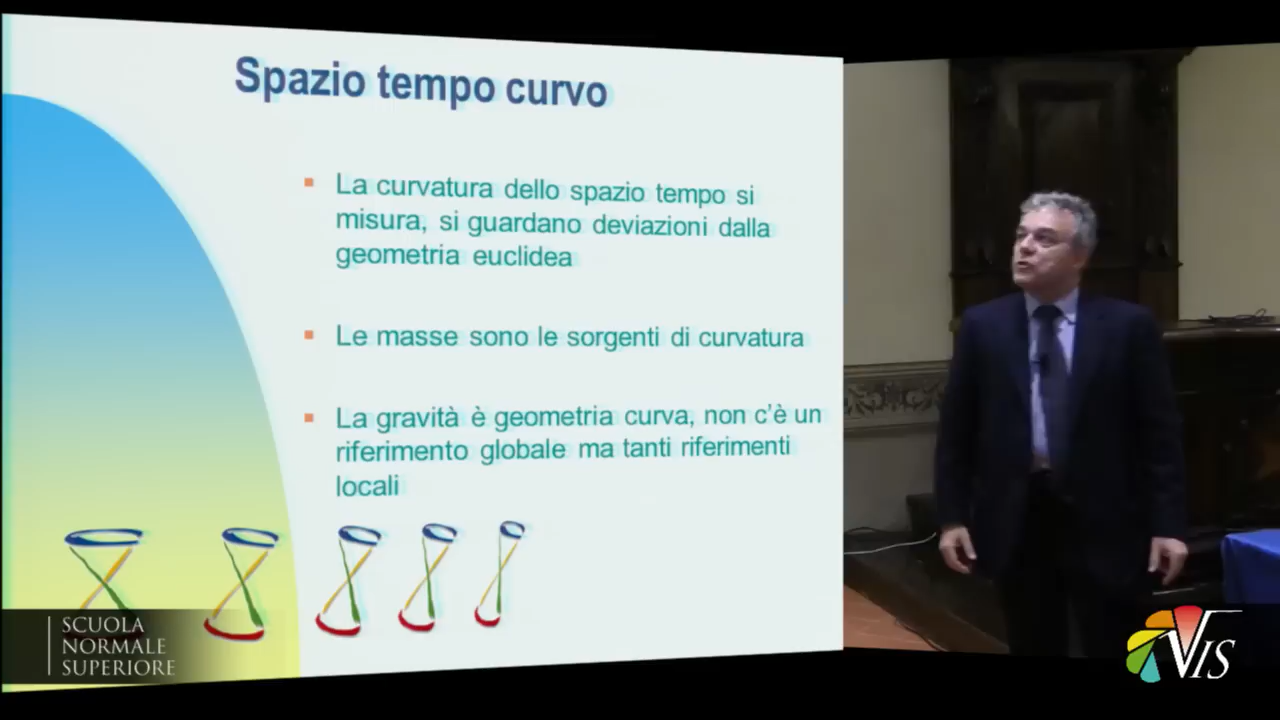 Spazio tempo curvo
La curvatura dello spazio tempo si
misura, si guardano deviazioni dalla
geometria euclidea
Le masse sono le sorgenti di curvatura
La gravità è geometria curva, non c'è un
riferimento globale ma tanti riferimenti
locali
SCUOLA
NORMALE
SUPERIORE
VIS